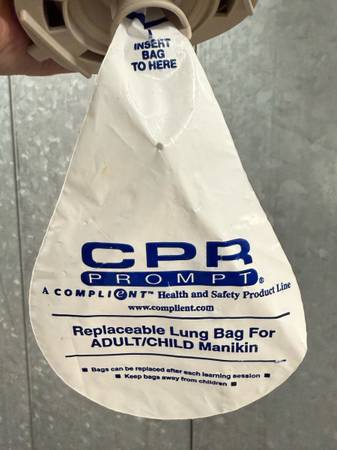 INSERT
BAG
TO HERE
CPR
PROMPT®
A COMPLIENT™ Health and Safety Product Line
www.complient.com
Replaceable Lung Bag For
ADULT/CHILD Manikin
■ Bags can be replaced after each learning session ■
■ Keep bags away from children ■